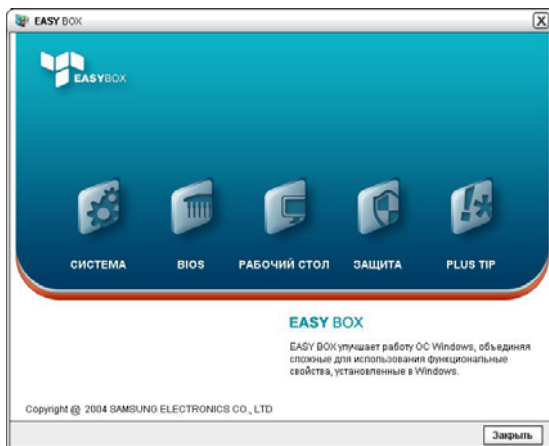 EASY BOX
EASYBOX
СИСТЕМА BIOS РАБОЧИЙ СТОЛ ЗАЩИТА PLUS TIP
EASY BOX
EASY BOX улучшает работу ОС Windows, объединяя
сложные для использования функциональные
свойства, установленные в Windows.
Copyright @ 2004 SAMSUNG ELECTRONICS CO., LTD
Закрыть